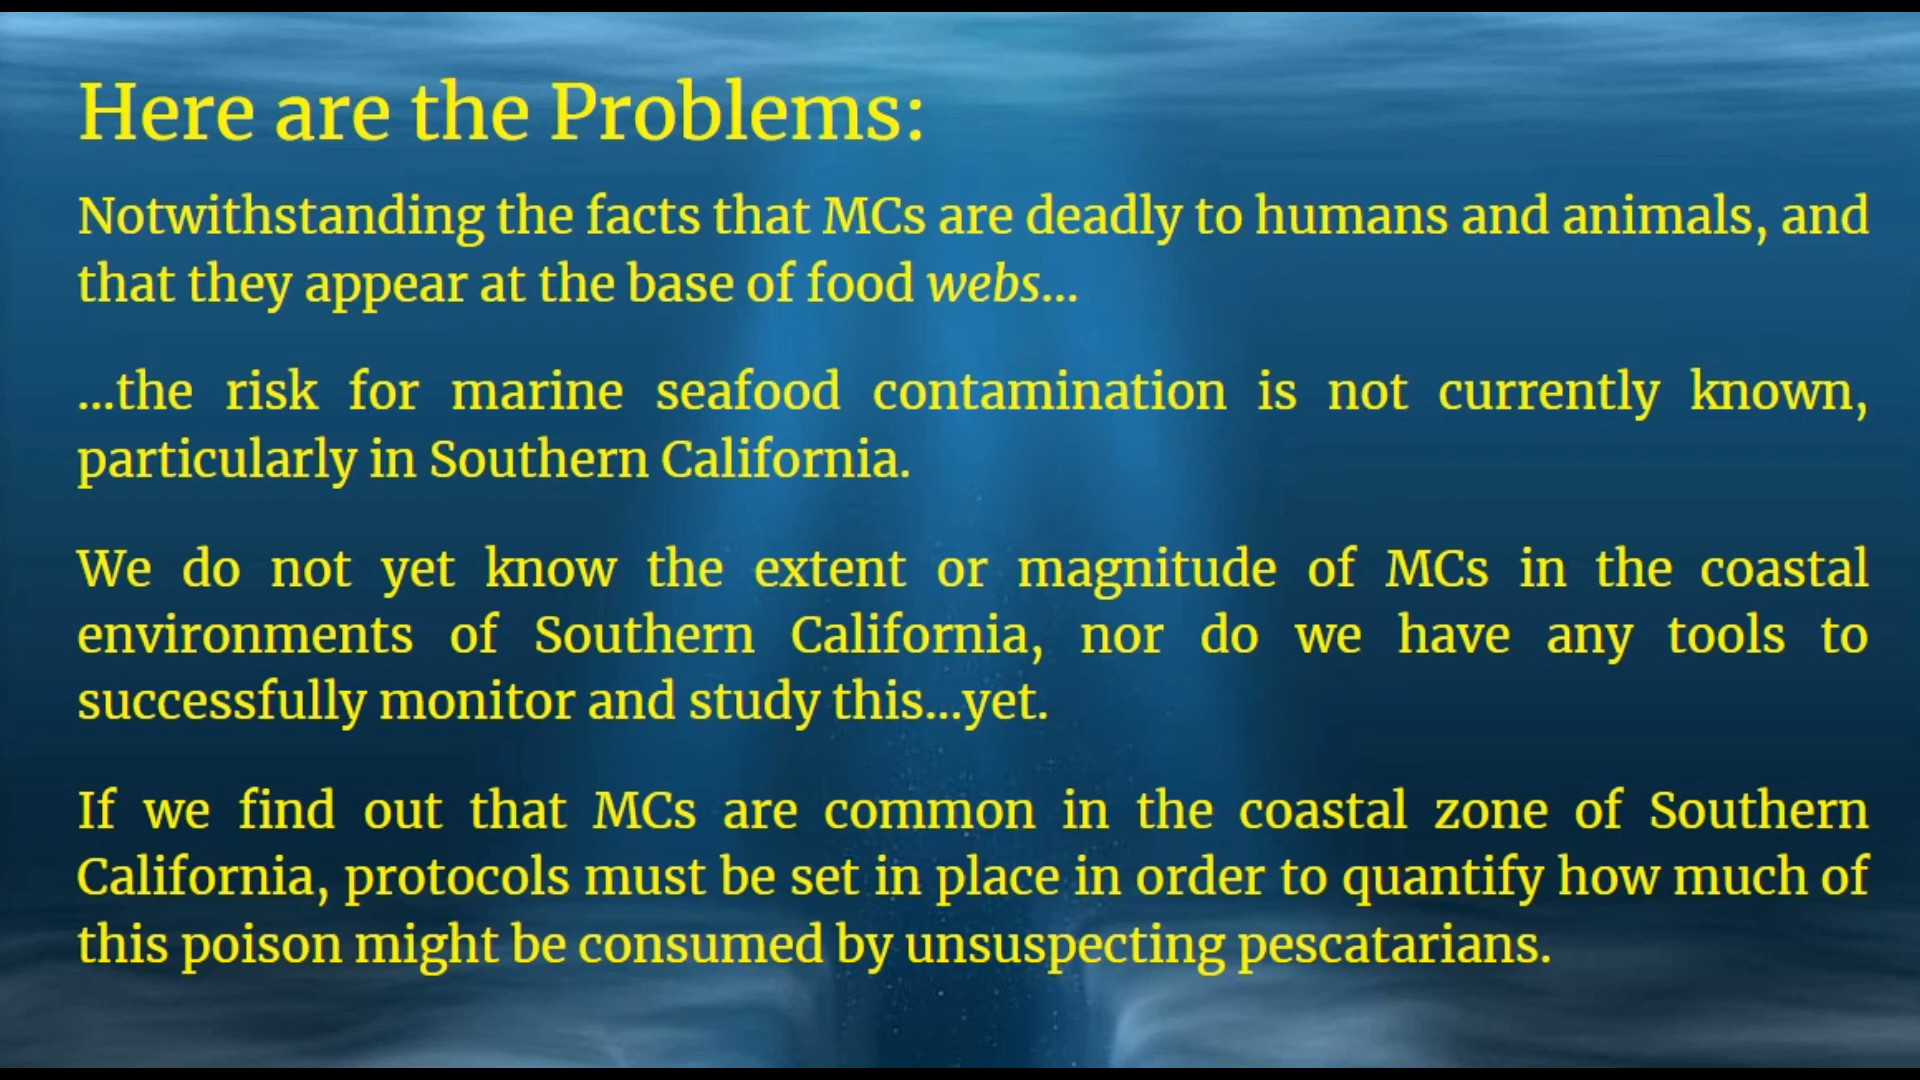 Here are the Problems:
Notwithstanding the facts that MCs are deadly to humans and animals, and
that they appear at the base of food webs...
...the risk for marine seafood contamination is not currently known,
particularly in Southern California.
We do not yet know the extent or magnitude of MCs in the coastal
environments of Southern California, nor do we have any tools to
successfully monitor and study this...yet.
If we find out that MCs are common in the coastal zone of Southern
California, protocols must be set in place in order to quantify how much of
this poison might be consumed by unsuspecting pescatarians.